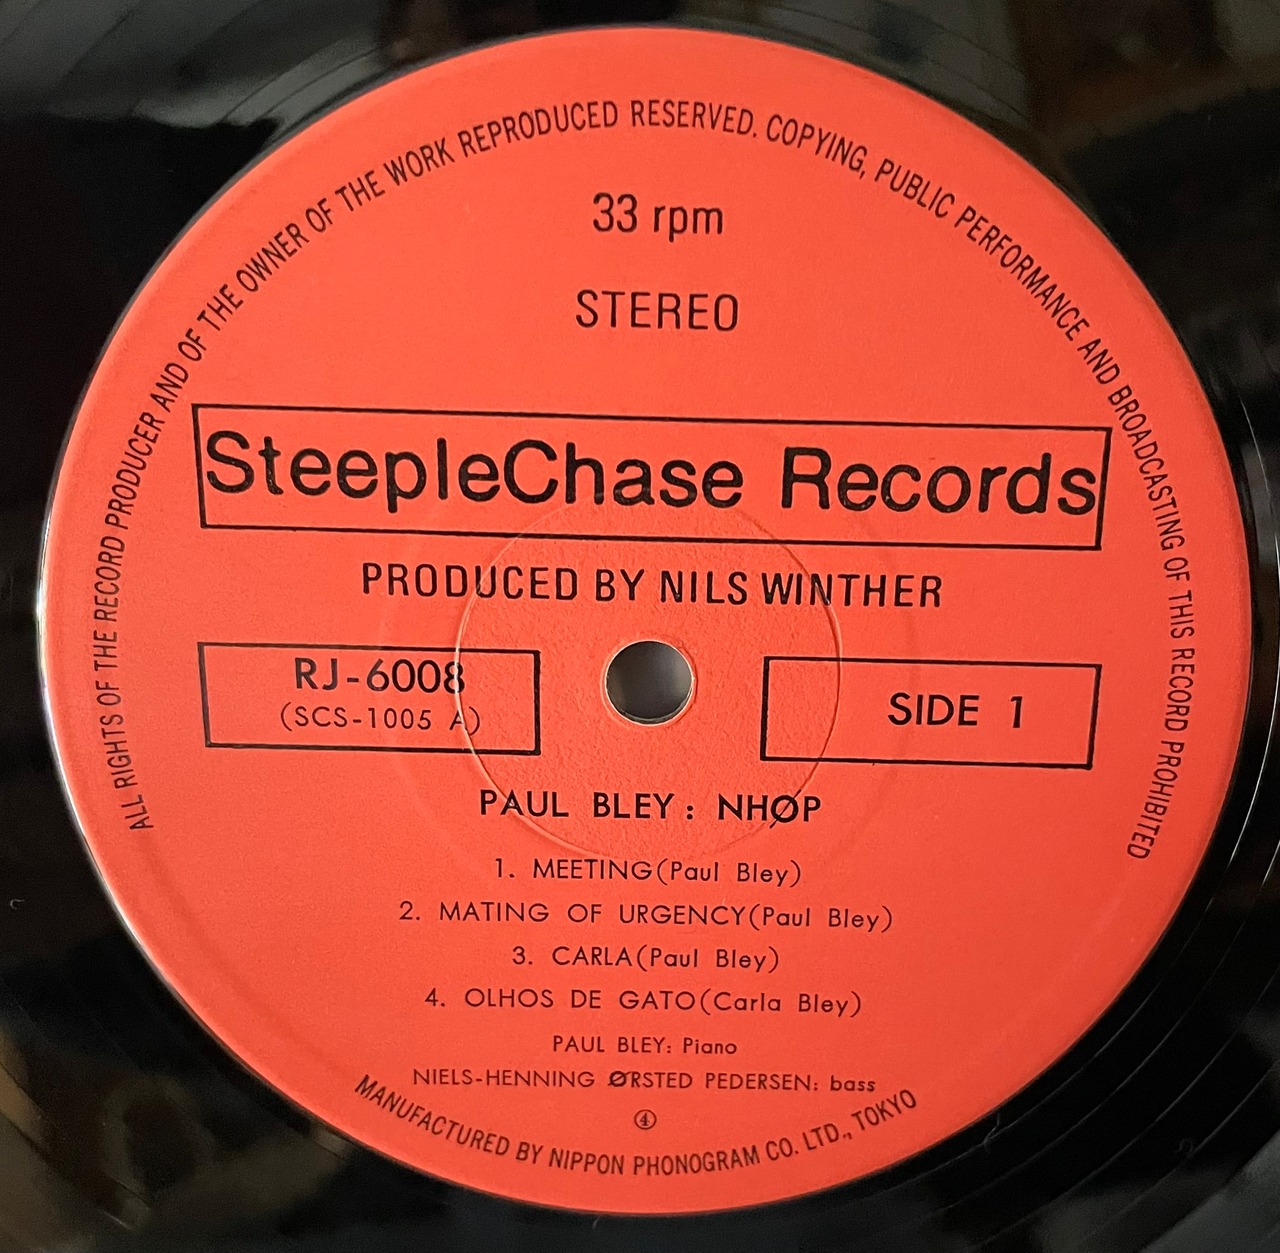 ALL RIGHTS OF THE RECORD PRODUCER AND OF THE OWNER OF THE WORK REPRODUCED RESERVED. COPYING, PUBLIC PERFORMANCE AND BROADCASTING OF THIS RECORD PROHIBITED
33 rpm
STEREO
SteepleChase Records
PRODUCED BY NILS WINTHER
RJ-6008
(SCS-1005 A)
SIDE 1
PAUL BLEY: NHØP
1. MEETING(Paul Bley)
2. MATING OF URGENCY(Paul Bley)
3. CARLA(Paul Bley)
4. OLHOS DE GATO(Carla Bley)
PAUL BLEY: Piano
NIELS-HENNING ØRSTED PEDERSEN: bass
④
MANUFACTURED BY NIPPON PHONOGRAM CO. LTD., TOKYO